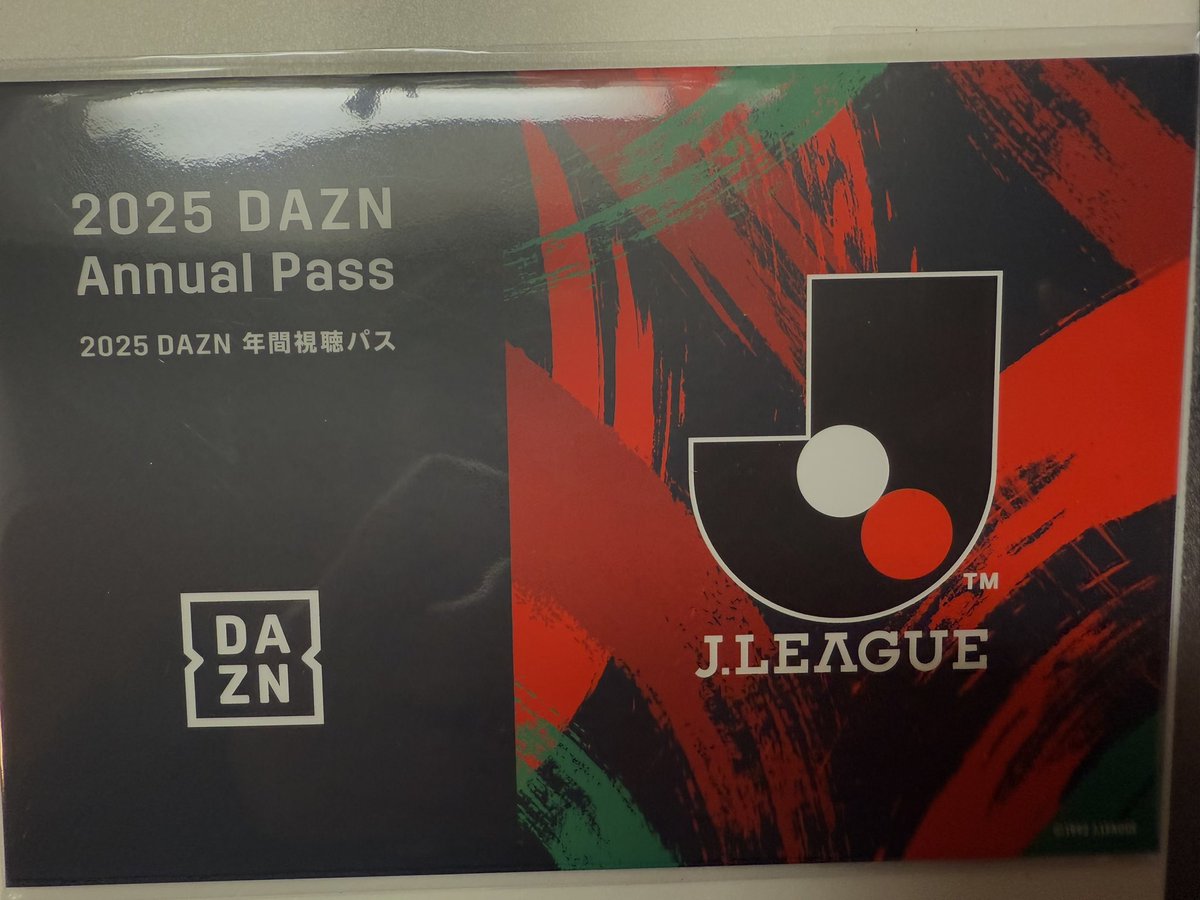 2025 DAZN
Annual Pass
2025 DAZN 年間視聴パス
DA
ZN
TM
J.LEAGUE